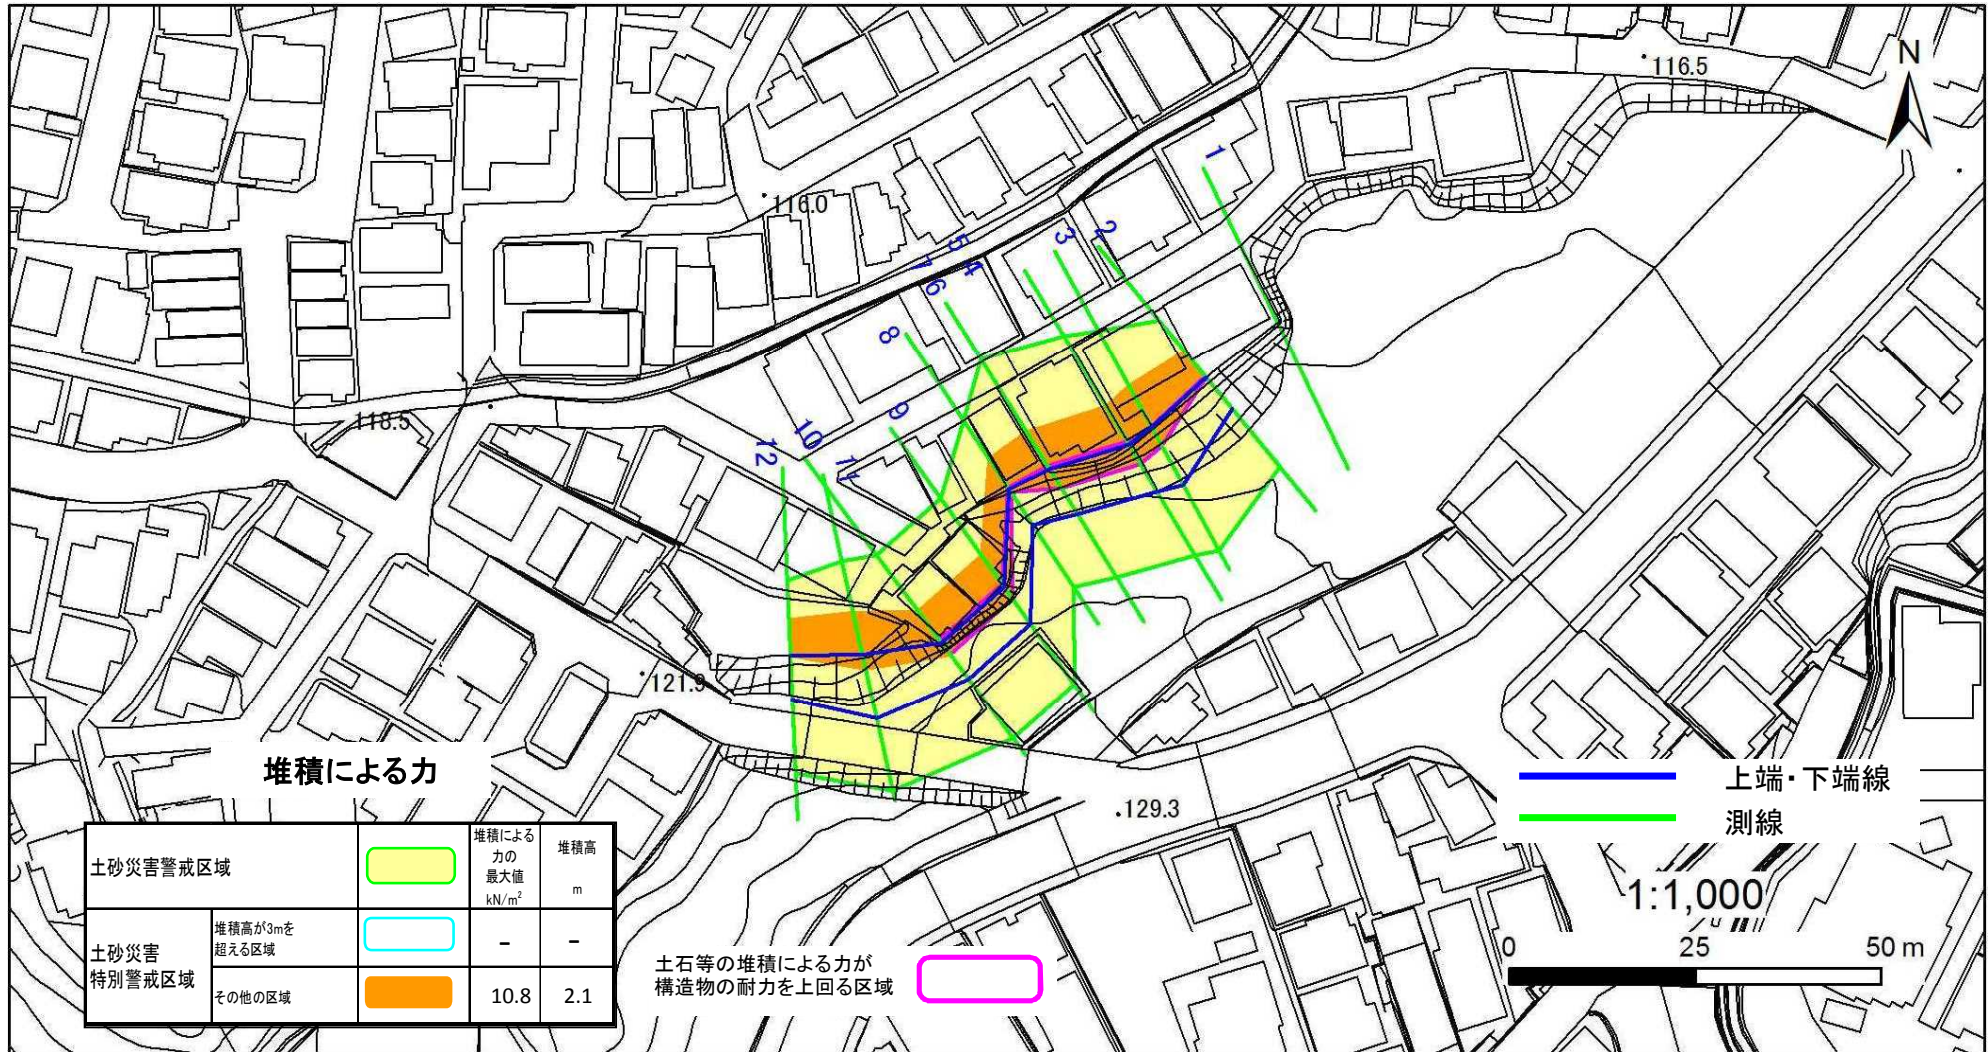 N
116.5
1
116.0
2
3
4
5
6
7
8
9
10
11
12
118.5
121.9
129.3
堆積による力
堆積による
力の
最大値
kN/m²
堆積高
m
土砂災害警戒区域
土砂災害
特別警戒区域
堆積高が3mを
超える区域
-
-
その他の区域
10.8
2.1
土石等の堆積による力が
構造物の耐力を上回る区域
上端・下端線
測線
1:1,000
0 25 50 m